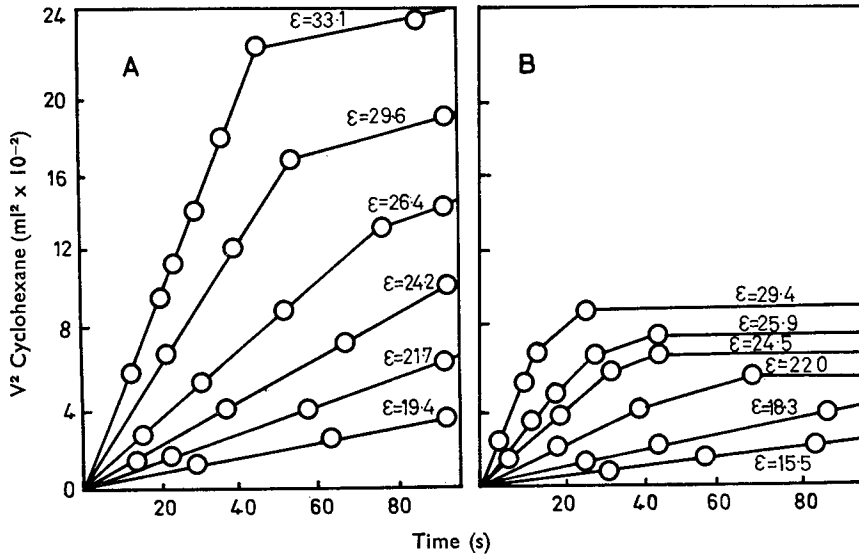 24
20
16
12
8
4
0
V² Cyclohexane (ml² × 10⁻²)
A
ε=33·1
ε=29·6
ε=26·4
ε=24·2
ε=21·7
ε=19·4
20 40 60 80
B
ε=29·4
ε=25·9
ε=24·5
ε=22·0
ε=18·3
ε=15·5
20 40 60 80
Time (s)